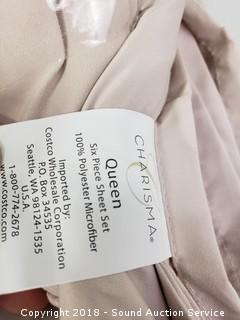 CHARISMA®
Queen
Six Piece Sheet Set
100% Polyester Microfiber
Imported by:
Costco Wholesale Corporation
P.O. Box 34535
Seattle, WA 98124-1535
U.S.A.
1-800-774-2678
www.costco.com
Copyright 2018 - Sound Auction Service